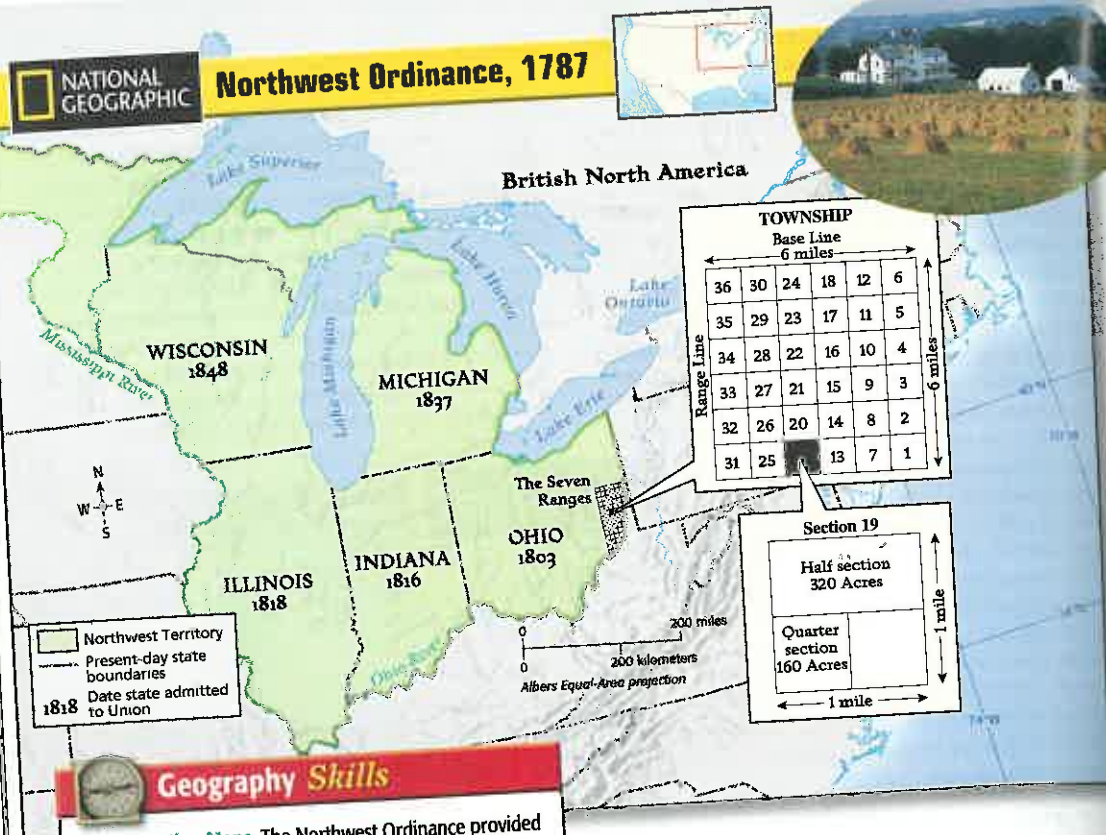 NATIONAL
GEOGRAPHIC
Northwest Ordinance, 1787
Lake Superior
British North America
Lake Huron
Lake
Ontario
Lake Michigan
Lake Erie
Mississippi River
WISCONSIN
1848
MICHIGAN
1837
N
W E
S
The Seven
Ranges
OHIO
1803
INDIANA
1816
ILLINOIS
1818
Ohio River
TOWNSHIP
Base Line
6 miles
Range Line
6 miles
36 30 24 18 12 6
35 29 23 17 11 5
34 28 22 16 10 4
33 27 21 15 9 3
32 26 20 14 8 2
31 25 13 7 1
Section 19
Half section
320 Acres
Quarter
section
160 Acres
1 mile
1 mile
Northwest Territory
Present-day state
boundaries
1818 Date state admitted
to Union
0 200 miles
0 200 kilometers
Albers Equal-Area projection
Geography Skills
The Northwest Ordinance provided